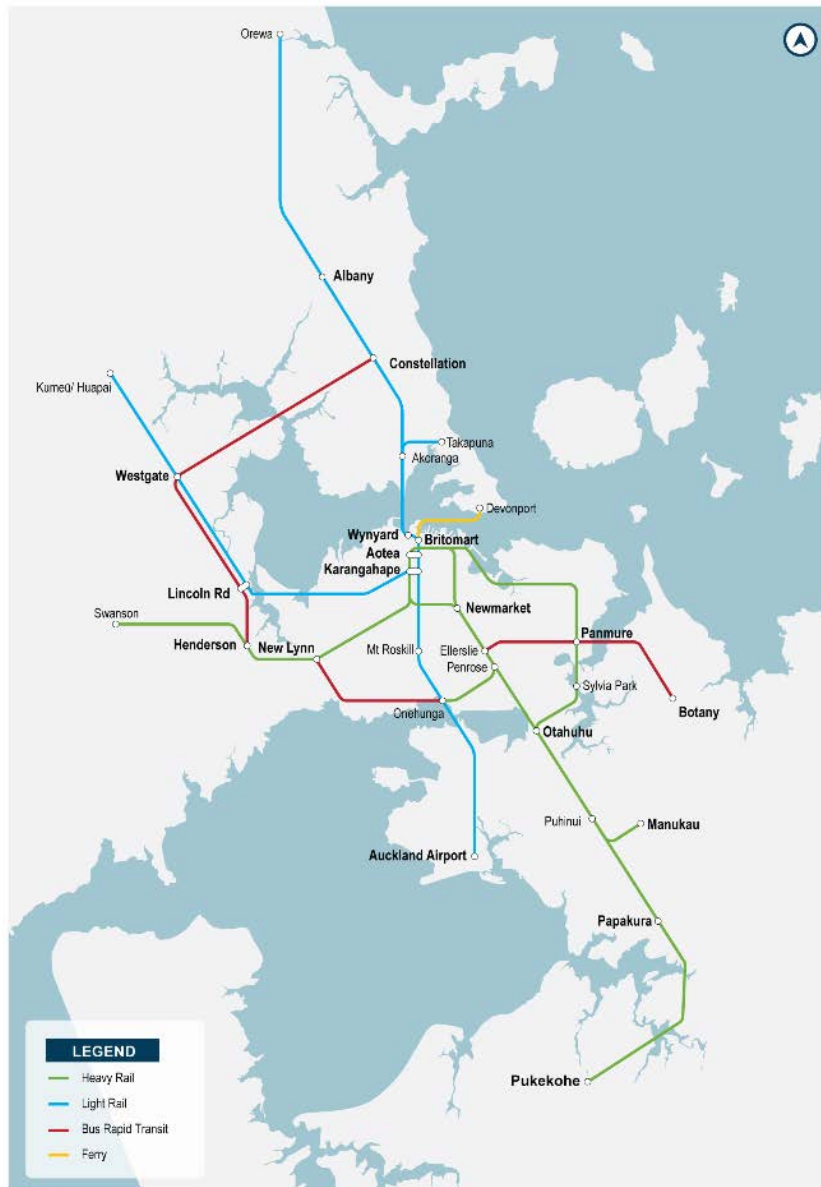 Orewa
Albany
Constellation
Kumeū/ Huapai
Takapuna
Akoranga
Westgate
Devonport
Wynyard
Britomart
Aotea
Karangahape
Lincoln Rd
Swanson
Newmarket
Henderson
New Lynn
Mt Roskill
Ellerslie
Panmure
Penrose
Sylvia Park
Onehunga
Botany
Otahuhu
Puhinui
Manukau
Auckland Airport
Papakura
Pukekohe
LEGEND
Heavy Rail
Light Rail
Bus Rapid Transit
Ferry